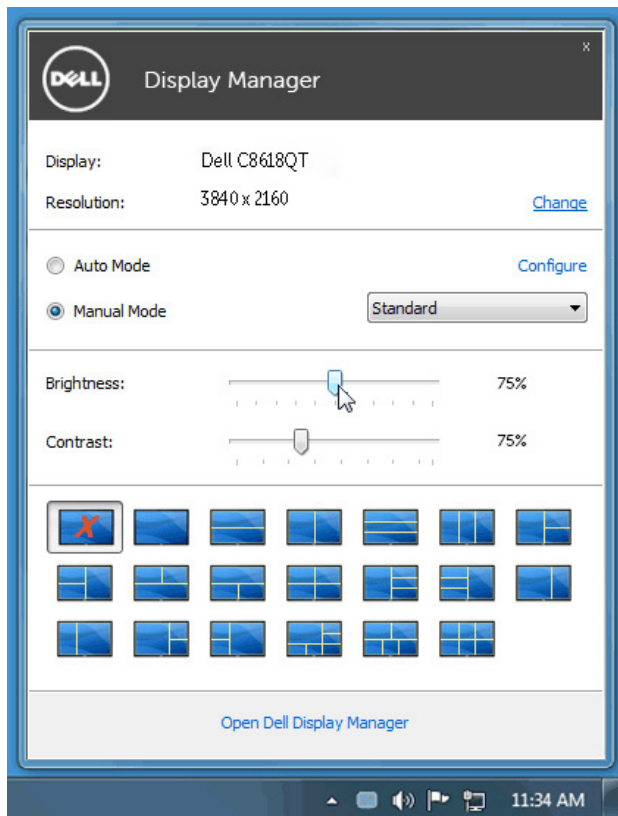 x
DELL Display Manager
Display: Dell C8618QT
Resolution: 3840 x 2160 Change
Auto Mode Configure
Manual Mode Standard
Brightness: 75%
Contrast: 75%
X
Open Dell Display Manager
11:34 AM